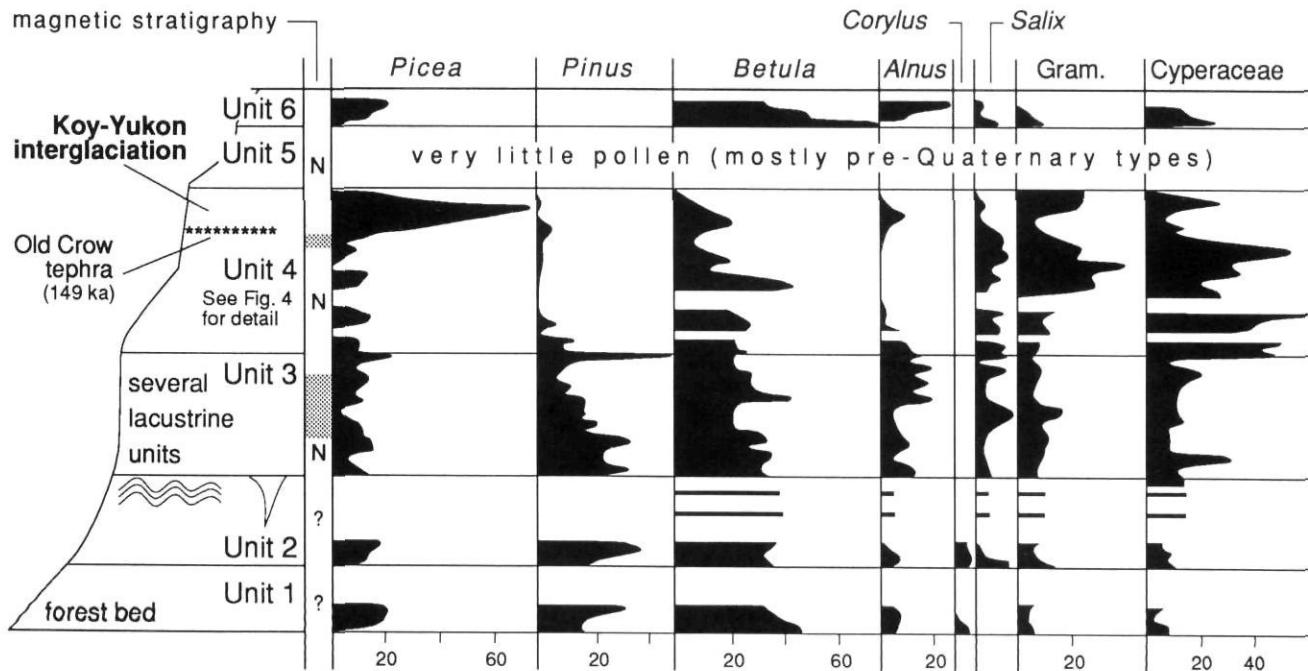 magnetic stratigraphy
Corylus
Salix
Picea
Pinus
Betula
Alnus
Gram.
Cyperaceae
Unit 6
Koy-Yukon
interglaciation
Unit 5
N
very little pollen (mostly pre-Quaternary types)
**********
Old Crow
tephra
(149 ka)
Unit 4
See Fig. 4
for detail
N
Unit 3
several
lacustrine
units
N
?
Unit 2
Unit 1
?
forest bed
20 60 20 20 60 20 20 20 40